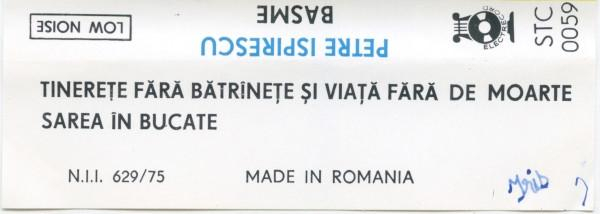 PETRE ISPIRESCU
BASME
LOW NOISE
ELECTRECORD
STC
0059
TINEREȚE FĂRĂ BĂTRÎNEȚE ȘI VIAȚĂ FĂRĂ DE MOARTE
SAREA ÎN BUCATE
N.I.I. 629/75 MADE IN ROMANIA